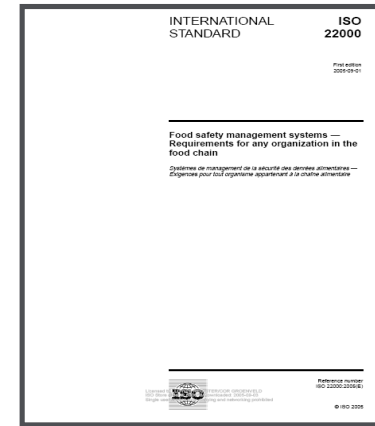 INTERNATIONAL
STANDARD
ISO
22000
First edition
2005-09-01
Food safety management systems —
Requirements for any organization in the
food chain
Systèmes de management de la sécurité des denrées alimentaires —
Exigences pour tout organisme appartenant à la chaîne alimentaire
ISO
Reference number
ISO 22000:2005(E)
© ISO 2005